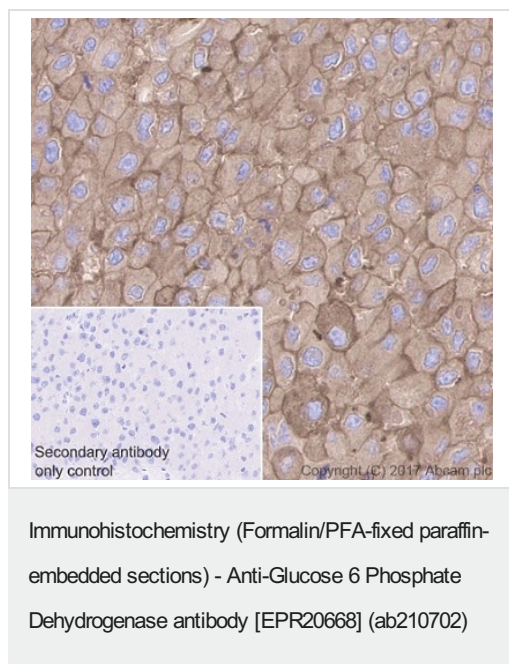 Secondary antibody
only control
Copyright (C) 2017 Abcam plc
Immunohistochemistry (Formalin/PFA-fixed paraffin-
embedded sections) - Anti-Glucose 6 Phosphate
Dehydrogenase antibody [EPR20668] (ab210702)